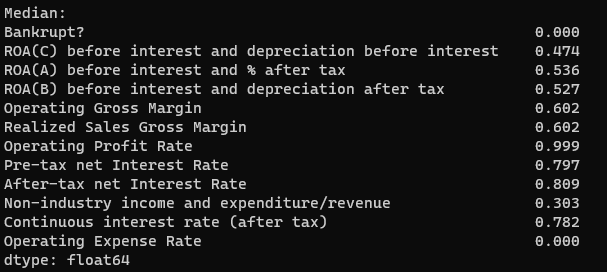 Median:
Bankrupt? 0.000
ROA(C) before interest and depreciation before interest 0.474
ROA(A) before interest and % after tax 0.536
ROA(B) before interest and depreciation after tax 0.527
Operating Gross Margin 0.602
Realized Sales Gross Margin 0.602
Operating Profit Rate 0.999
Pre-tax net Interest Rate 0.797
After-tax net Interest Rate 0.809
Non-industry income and expenditure/revenue 0.303
Continuous interest rate (after tax) 0.782
Operating Expense Rate 0.000
dtype: float64